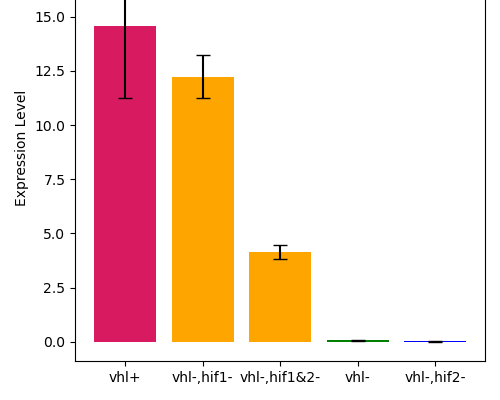 15.0
12.5
10.0
7.5
5.0
2.5
0.0
Expression Level
vhl+
vhl-,hif1-
vhl-,hif1&2-
vhl-
vhl-,hif2-